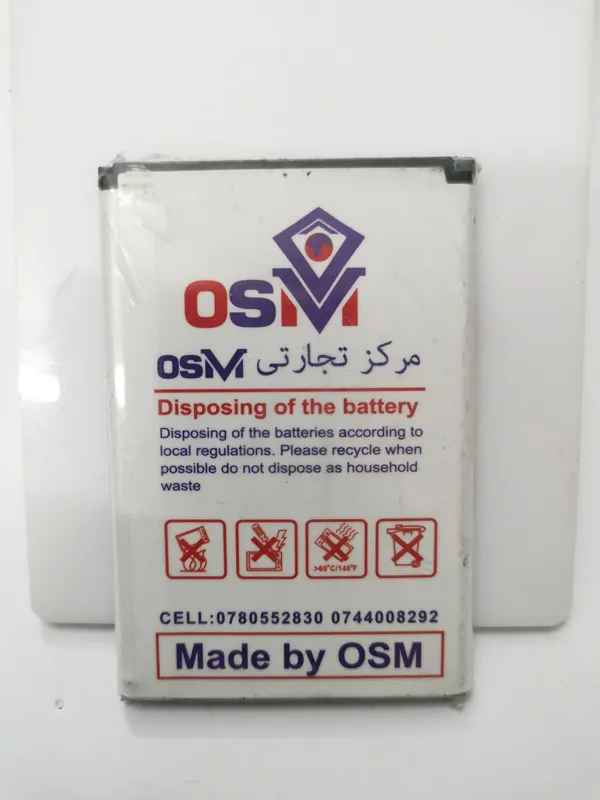 OSM
مرکز تجارتی OSM
Disposing of the battery
Disposing of the batteries according to
local regulations. Please recycle when
possible do not dispose as household
waste
>60°C/140°F
CELL:0780552830 0744008292
Made by OSM